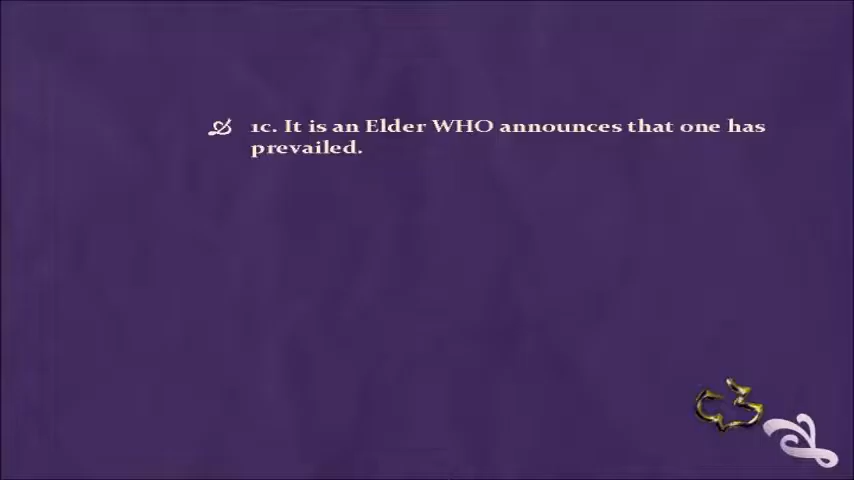 1c. It is an Elder WHO announces that one has
prevailed.